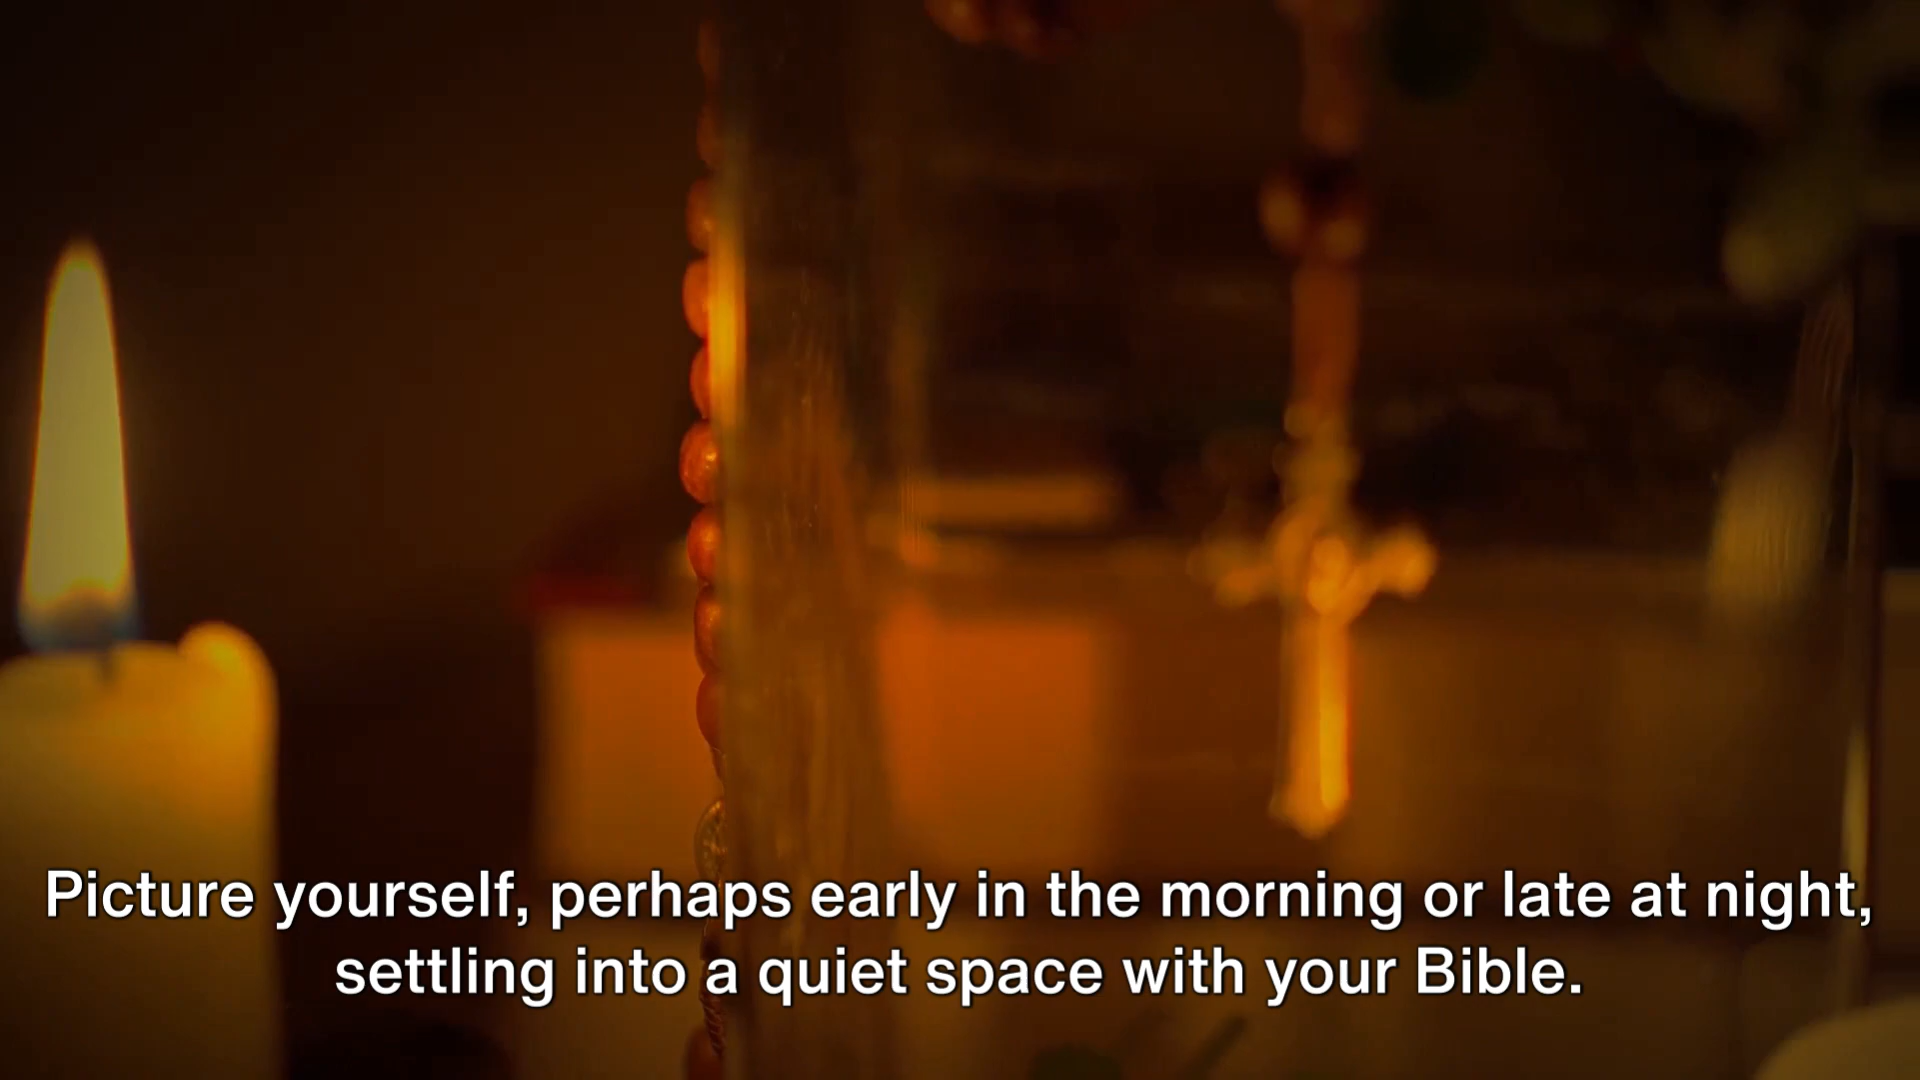 Picture yourself, perhaps early in the morning or late at night,
settling into a quiet space with your Bible.